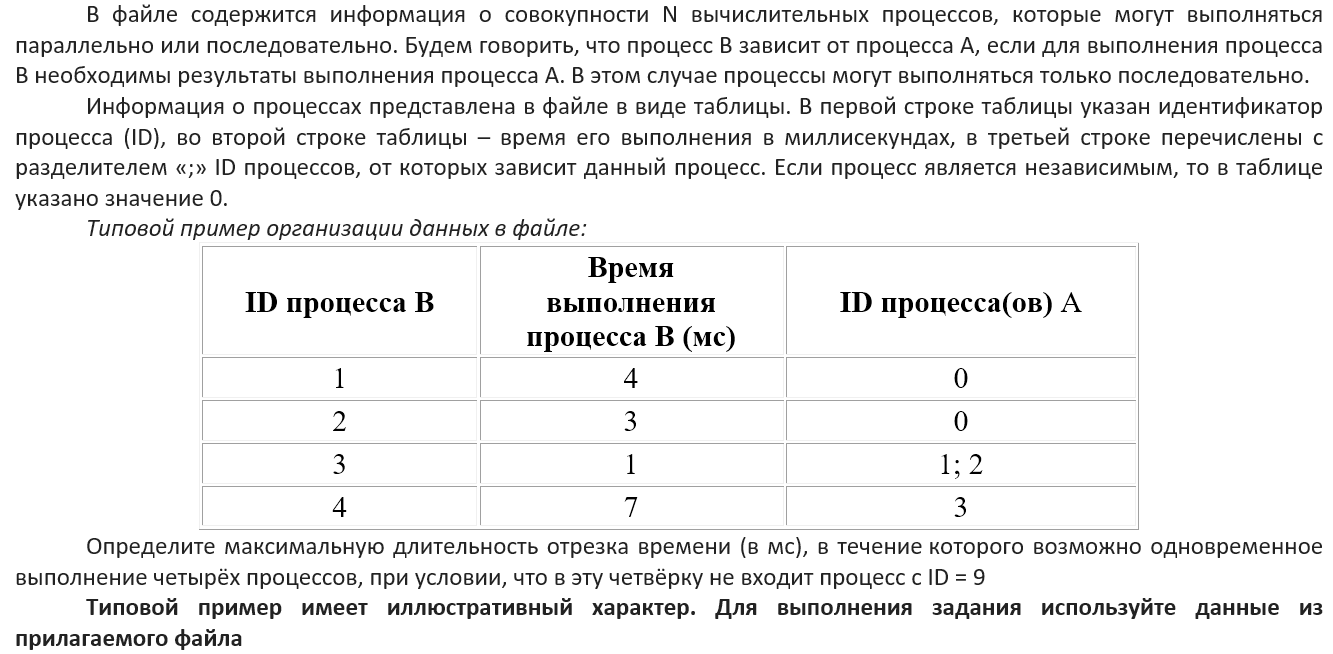 В файле содержится информация о совокупности N вычислительных процессов, которые могут выполняться
параллельно или последовательно. Будем говорить, что процесс B зависит от процесса A, если для выполнения процесса
B необходимы результаты выполнения процесса A. В этом случае процессы могут выполняться только последовательно.
Информация о процессах представлена в файле в виде таблицы. В первой строке таблицы указан идентификатор
процесса (ID), во второй строке таблицы – время его выполнения в миллисекундах, в третьей строке перечислены с
разделителем «;» ID процессов, от которых зависит данный процесс. Если процесс является независимым, то в таблице
указано значение 0.
Типовой пример организации данных в файле:
ID процесса B
Время
выполнения
процесса B (мс)
ID процесса(ов) A
1 4 0
2 3 0
3 1 1; 2
4 7 3
Определите максимальную длительность отрезка времени (в мс), в течение которого возможно одновременное
выполнение четырёх процессов, при условии, что в эту четвёрку не входит процесс с ID = 9
Типовой пример имеет иллюстративный характер. Для выполнения задания используйте данные из
прилагаемого файла